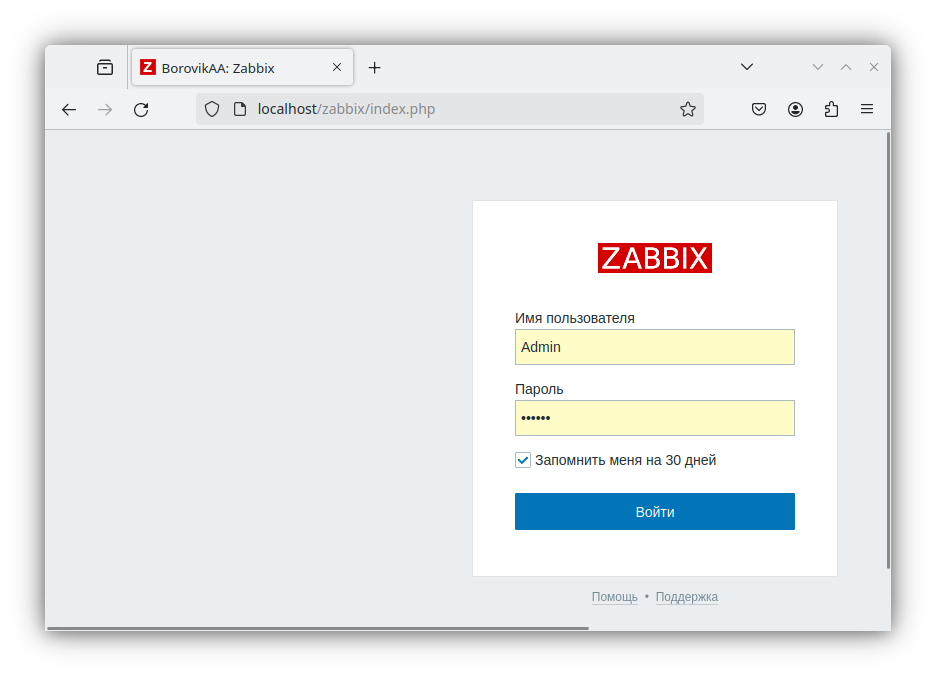 Z BorovikAA: Zabbix
localhost/zabbix/index.php
ZABBIX
Имя пользователя
Admin
Пароль
••••••
Запомнить меня на 30 дней
Войти
Помощь • Поддержка